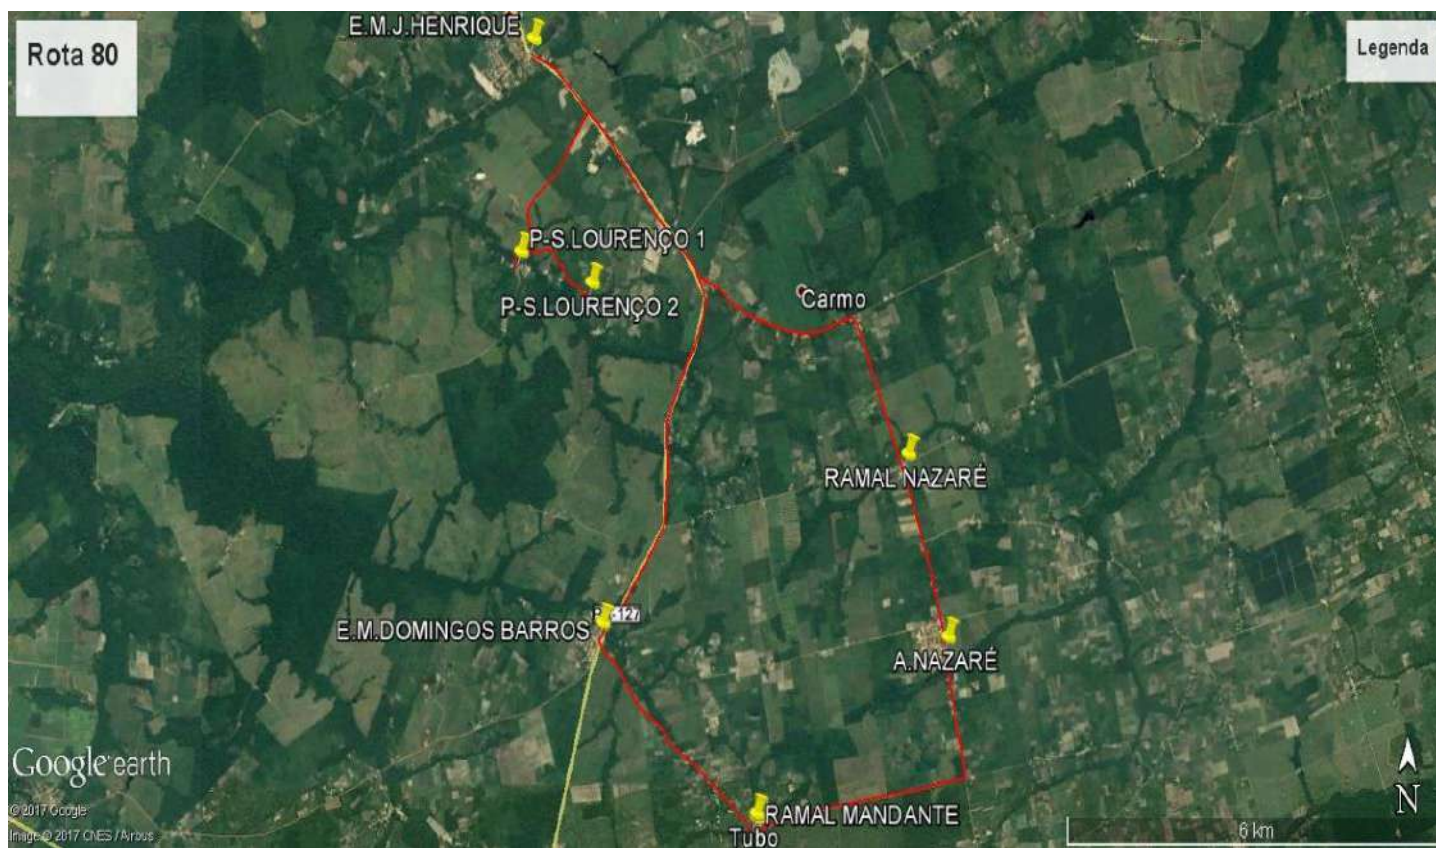 E.M.J.HENRIQUE
Rota 80
Legenda
P-S.LOURENÇO 1
P-S.LOURENÇO 2
Carmo
RAMAL NAZARÉ
127
E.M.DOMINGOS BARROS
A.NAZARÉ
Google earth
© 2017 Google
Image © 2017 CNES / Airbus
RAMAL MANDANTE
Tubo
6 km
N